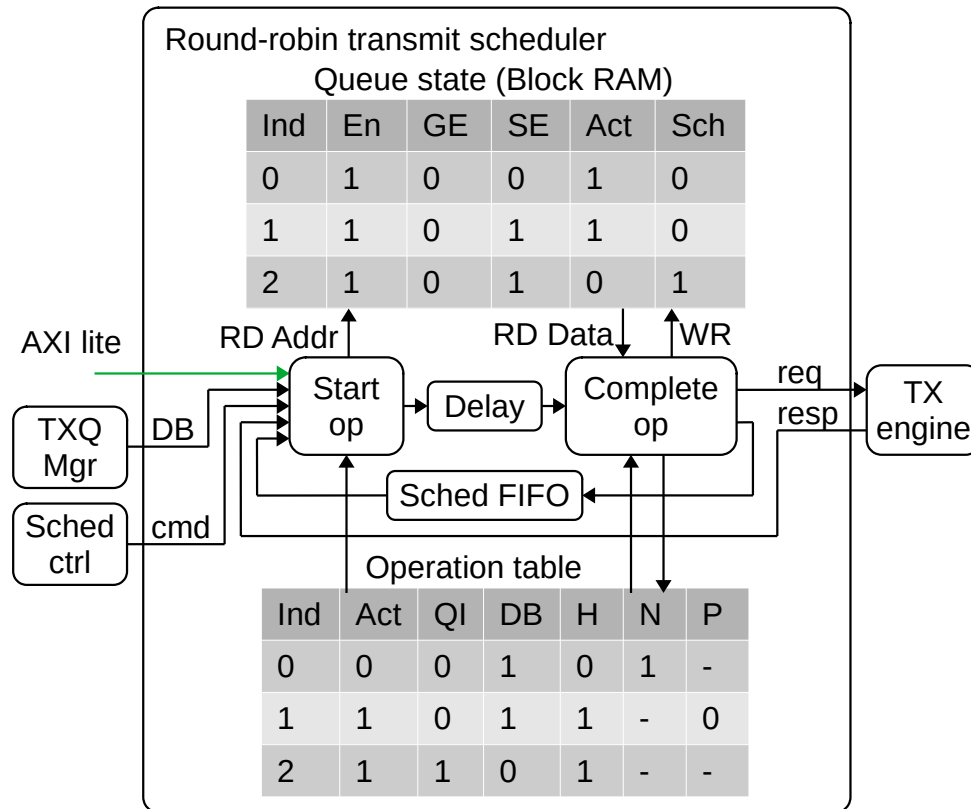 Round-robin transmit scheduler
Queue state (Block RAM)
Ind En GE SE Act Sch
0 1 0 0 1 0
1 1 0 1 1 0
2 1 0 1 0 1
AXI lite
RD Addr
RD Data
WR
Start
op
Delay
Complete
op
req
resp
TX
engine
TXQ
Mgr
DB
Sched FIFO
Sched
ctrl
cmd
Operation table
Ind Act QI DB H N P
0 0 0 1 0 1 -
1 1 0 1 1 - 0
2 1 1 0 1 - -